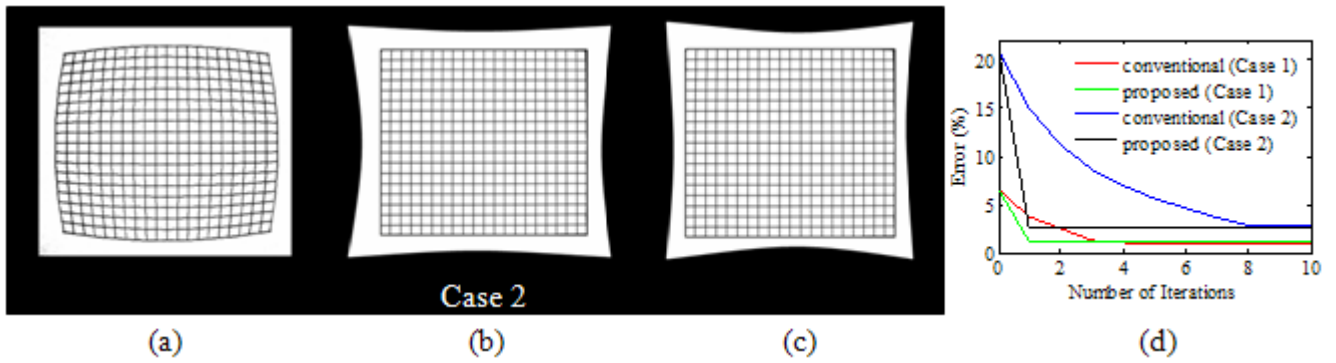 Case 2
(a)
(b)
(c)
(d)
Error (%)
20
15
10
5
0
0 2 4 6 8 10
Number of Iterations
conventional (Case 1)
proposed (Case 1)
conventional (Case 2)
proposed (Case 2)